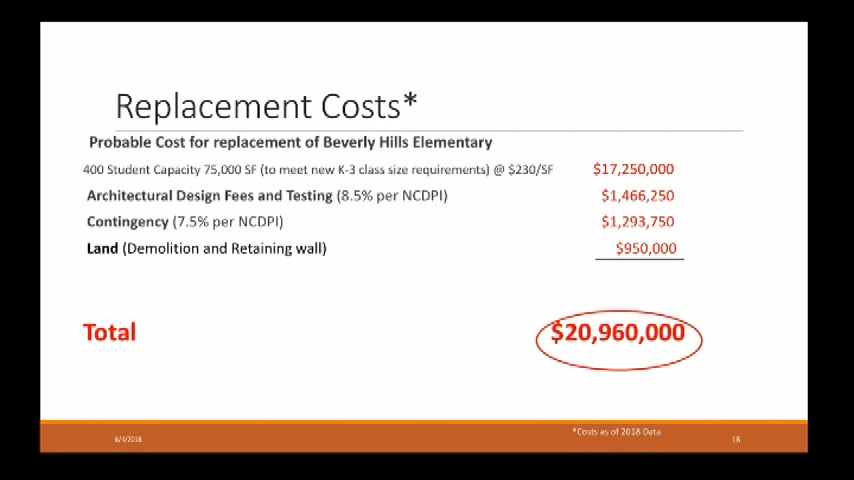 Replacement Costs*
Probable Cost for replacement of Beverly Hills Elementary
400 Student Capacity 75,000 SF (to meet new K-3 class size requirements) @ $230/SF $17,250,000
Architectural Design Fees and Testing (8.5% per NCDPI) $1,466,250
Contingency (7.5% per NCDPI) $1,293,750
Land (Demolition and Retaining wall) $950,000
Total $20,960,000
*Costs as of 2018 Data
18